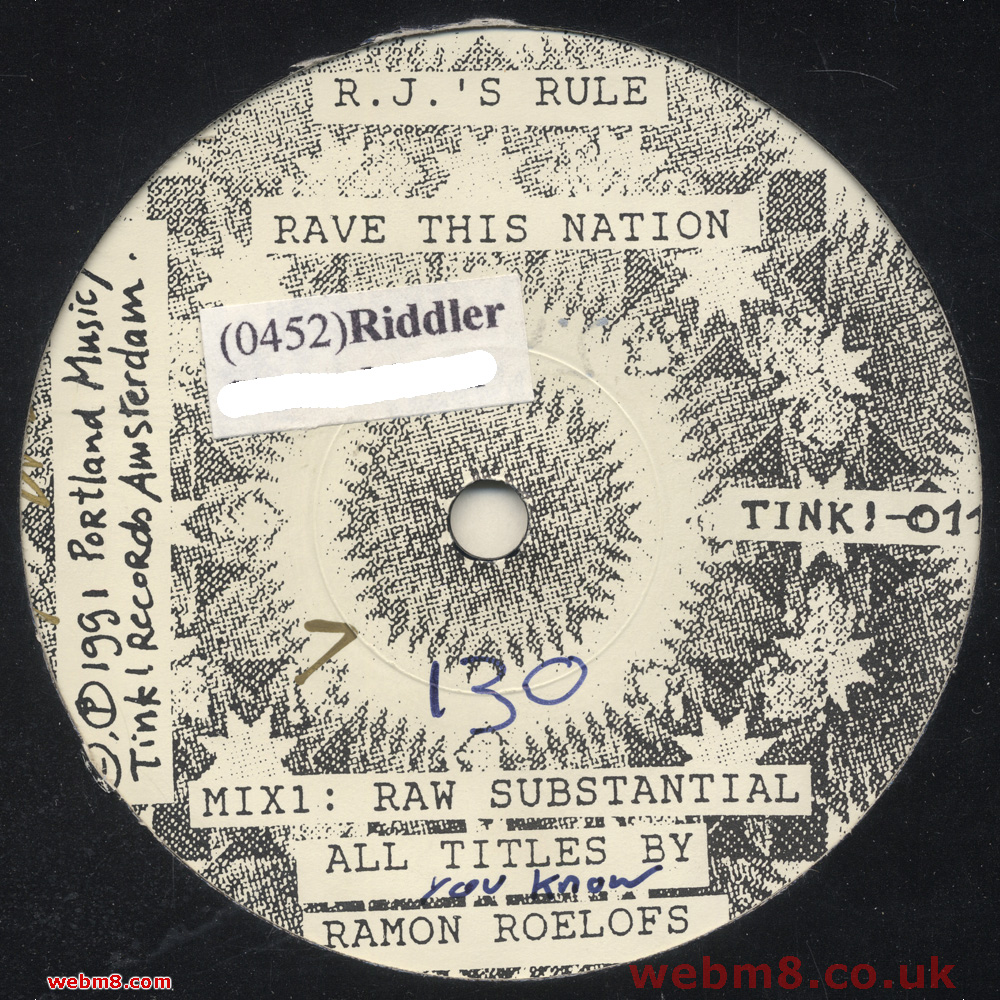 R.J.'S RULE
RAVE THIS NATION
(0452)Riddler
℗ 1991 Portland Music/
Tink! Records Amsterdam.
TINK!-011
130
MIX1: RAW SUBSTANTIAL
ALL TITLES BY
you know
RAMON ROELOFS
webm8.com
webm8.co.uk